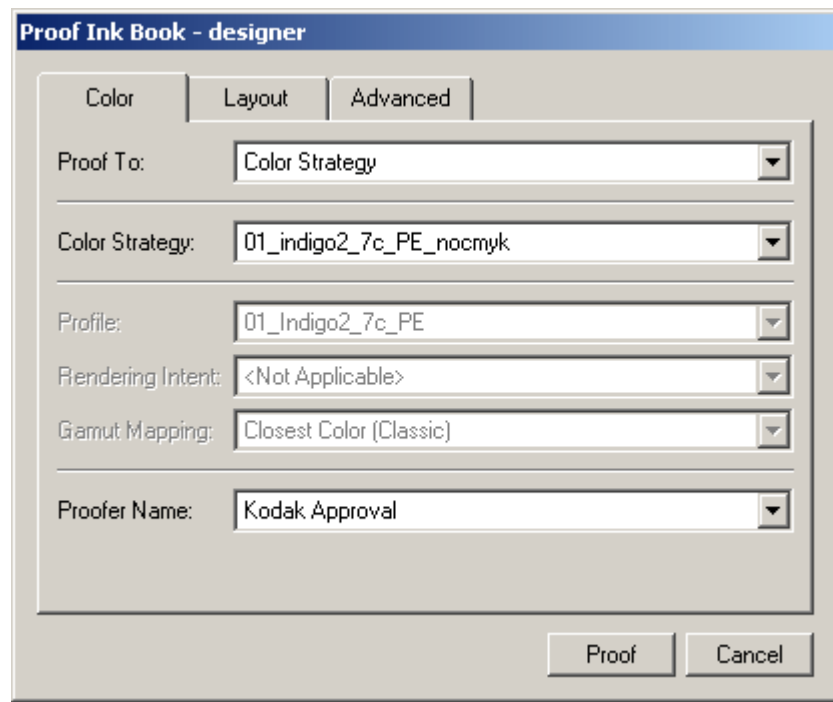 Proof Ink Book - designer
Color Layout Advanced
Proof To: Color Strategy
Color Strategy: 01_indigo2_7c_PE_nocmyk
Profile: 01_Indigo2_7c_PE
Rendering Intent: <Not Applicable>
Gamut Mapping: Closest Color (Classic)
Proofer Name: Kodak Approval
Proof Cancel